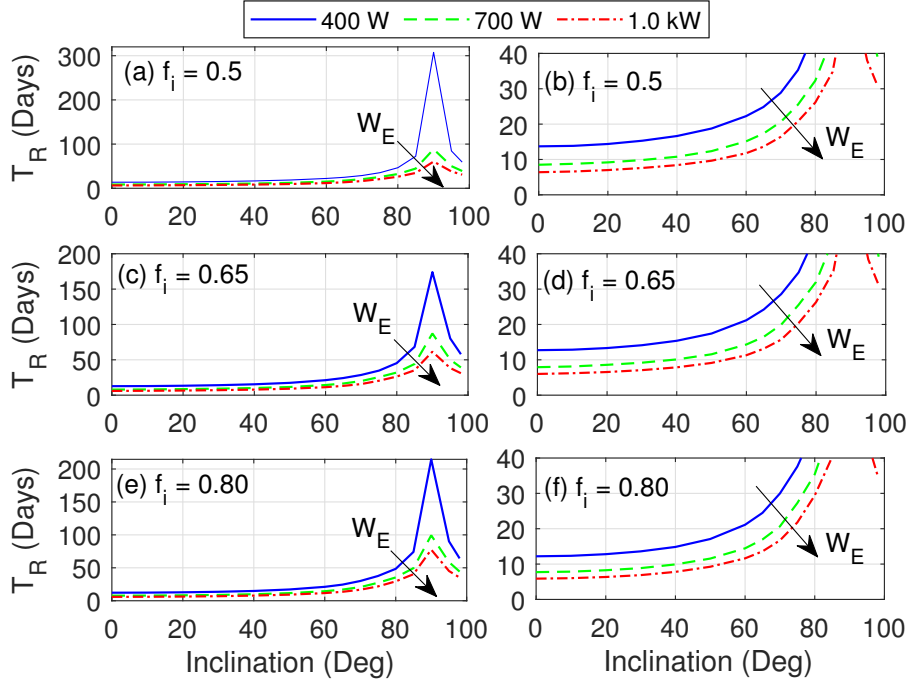 400 W 700 W 1.0 kW
(a) f_i = 0.5
T_R (Days)
300
200
100
0
W_E
0 20 40 60 80 100
(b) f_i = 0.5
40
30
20
10
0
W_E
0 20 40 60 80 100
(c) f_i = 0.65
T_R (Days)
200
150
100
50
0
W_E
0 20 40 60 80 100
(d) f_i = 0.65
40
30
20
10
0
W_E
0 20 40 60 80 100
(e) f_i = 0.80
T_R (Days)
200
150
100
50
0
W_E
0 20 40 60 80 100
Inclination (Deg)
(f) f_i = 0.80
40
30
20
10
0
W_E
0 20 40 60 80 100
Inclination (Deg)